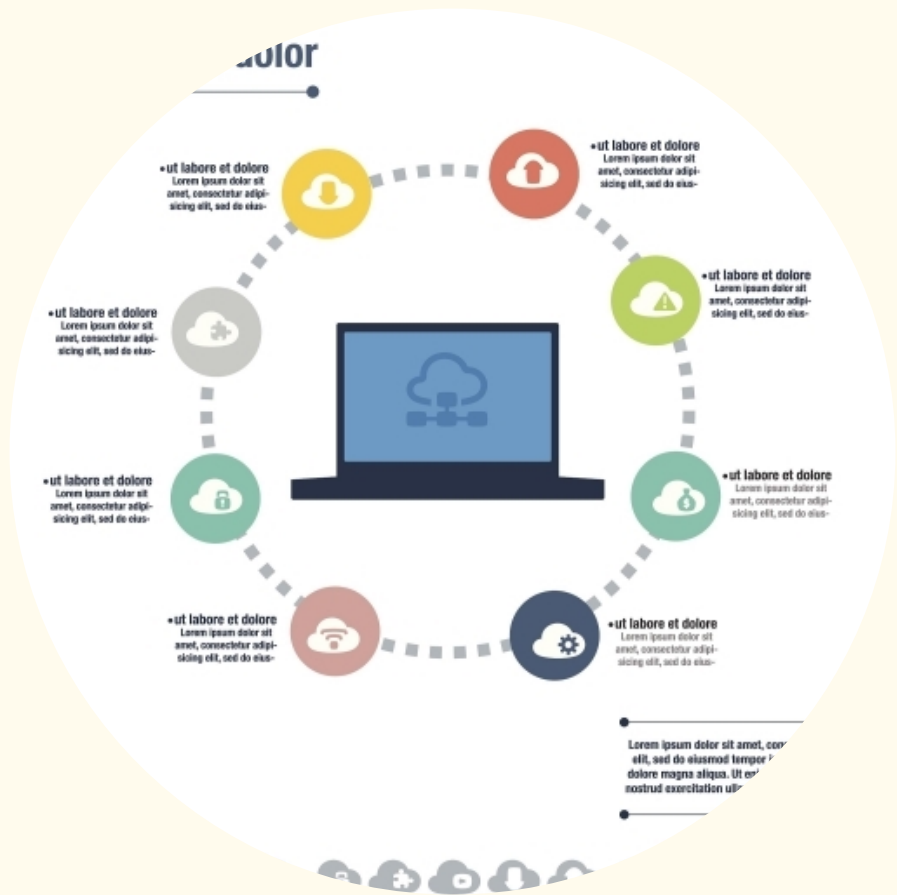 dolor
•ut labore et dolore
Lorem ipsum dolor sit
amet, consectetur adipi-
sicing elit, sed do eius-
•ut labore et dolore
Lorem ipsum dolor sit
amet, consectetur adipi-
sicing elit, sed do eius-
•ut labore et dolore
Lorem ipsum dolor sit
amet, consectetur adipi-
sicing elit, sed do eius-
•ut labore et dolore
Lorem ipsum dolor sit
amet, consectetur adipi-
sicing elit, sed do eius-
•ut labore et dolore
Lorem ipsum dolor sit
amet, consectetur adipi-
sicing elit, sed do eius-
•ut labore et dolore
Lorem ipsum dolor sit
amet, consectetur adipi-
sicing elit, sed do eius-
•ut labore et dolore
Lorem ipsum dolor sit
amet, consectetur adipi-
sicing elit, sed do eius-
•ut labore et dolore
Lorem ipsum dolor sit
amet, consectetur adipi-
sicing elit, sed do eius-
Lorem ipsum dolor sit amet,
elit, sed do eiusmod tempor
dolore magna aliqua. Ut
nostrud exercitation